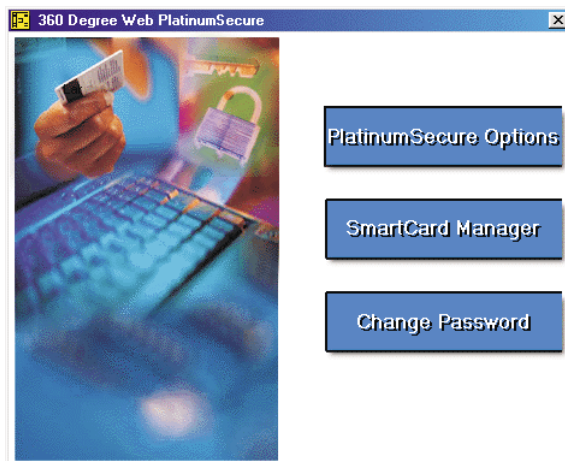 360 Degree Web PlatinumSecure
PlatinumSecure Options
SmartCard Manager
Change Password